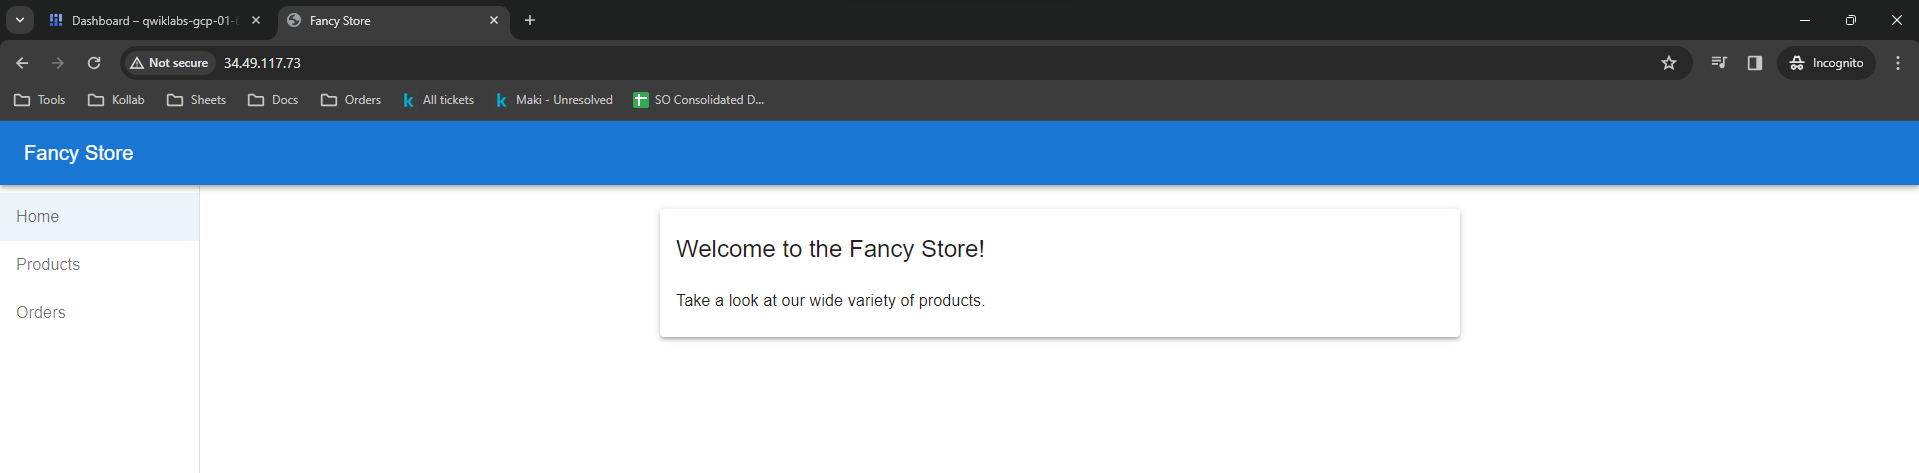 Dashboard – qwiklabs-gcp-01-
Fancy Store
Not secure
34.49.117.73
Incognito
Tools
Kollab
Sheets
Docs
Orders
All tickets
Maki - Unresolved
SO Consolidated D...
Fancy Store
Home
Products
Orders
Welcome to the Fancy Store!
Take a look at our wide variety of products.